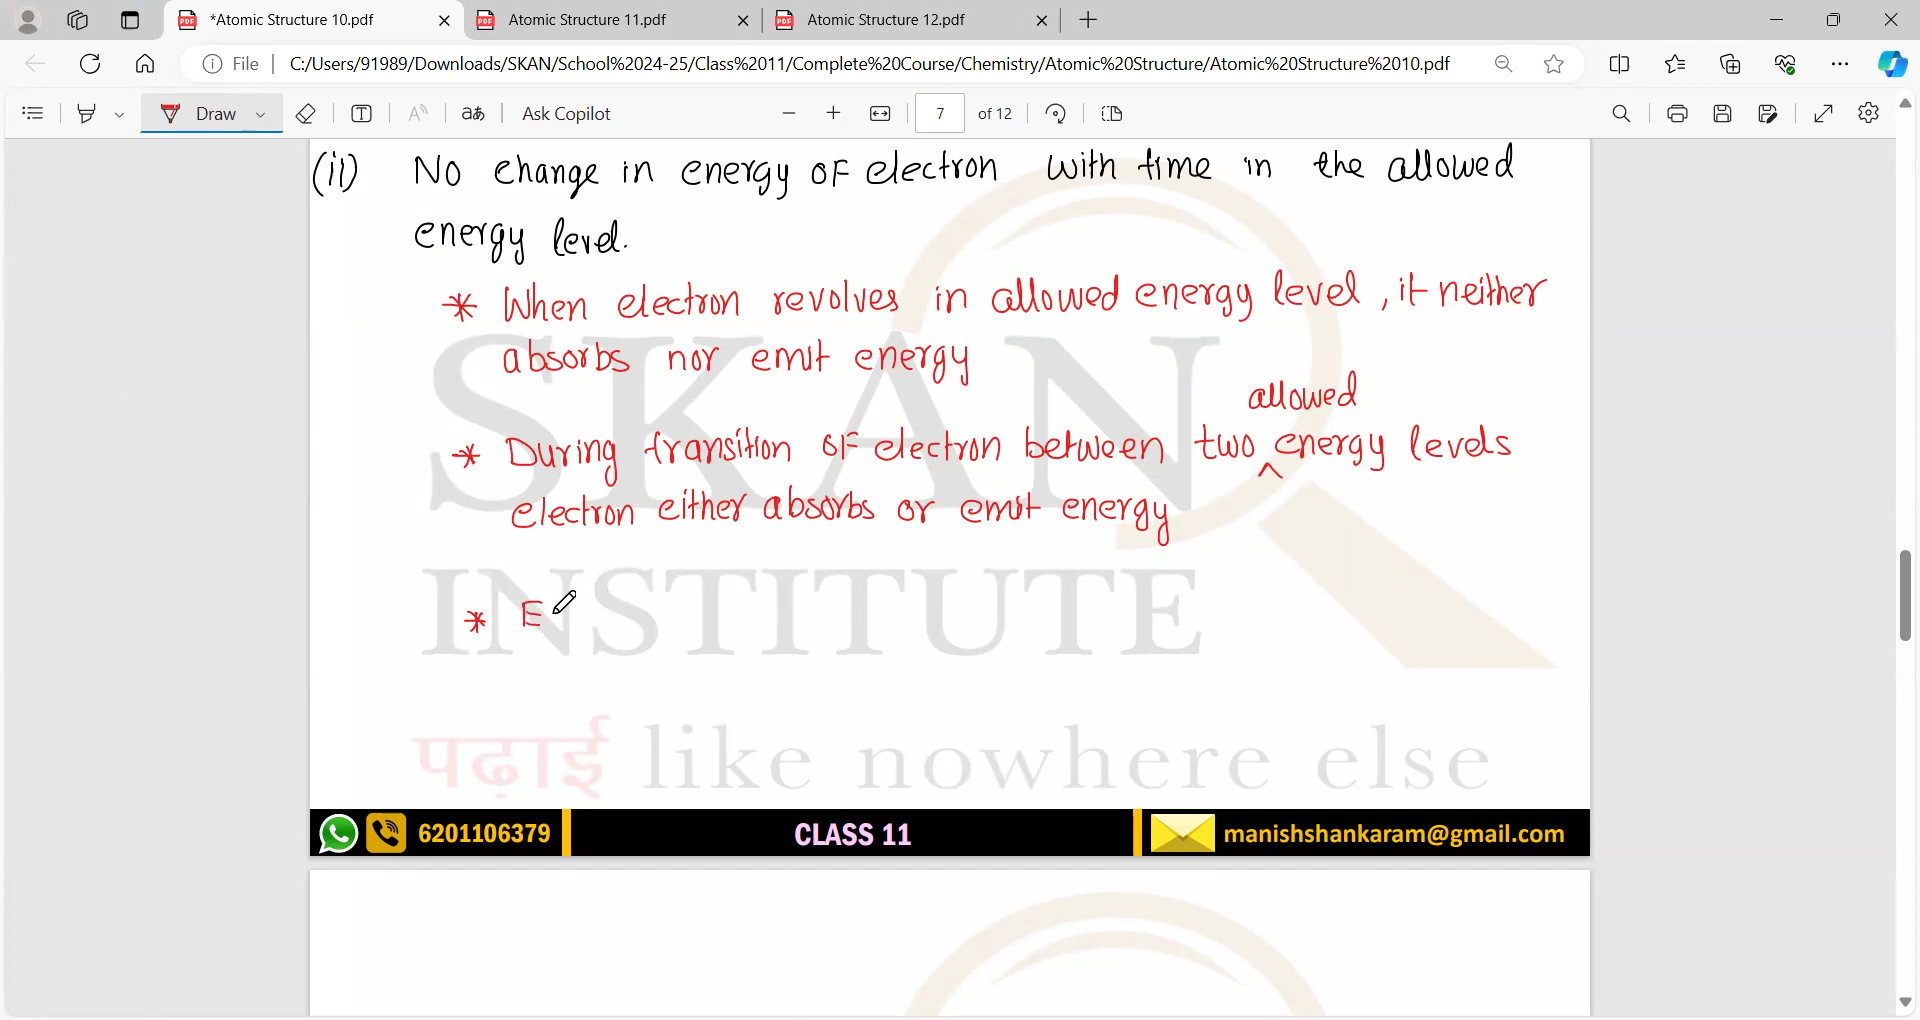 *Atomic Structure 10.pdf
Atomic Structure 11.pdf
Atomic Structure 12.pdf
File
C:/Users/91989/Downloads/SKAN/School%2024-25/Class%2011/Complete%20Course/Chemistry/Atomic%20Structure/Atomic%20Structure%2010.pdf
Draw
Ask Copilot
7 of 12
(ii) No change in energy of electron with time in the allowed
energy level.
* When electron revolves in allowed energy level, it neither
absorbs nor emit energy
allowed
* During transition of electron between two ^ energy levels
electron either absorbs or emit energy
* E
SKAN
INSTITUTE
पढ़ाई like nowhere else
6201106379
CLASS 11
manishshankaram@gmail.com